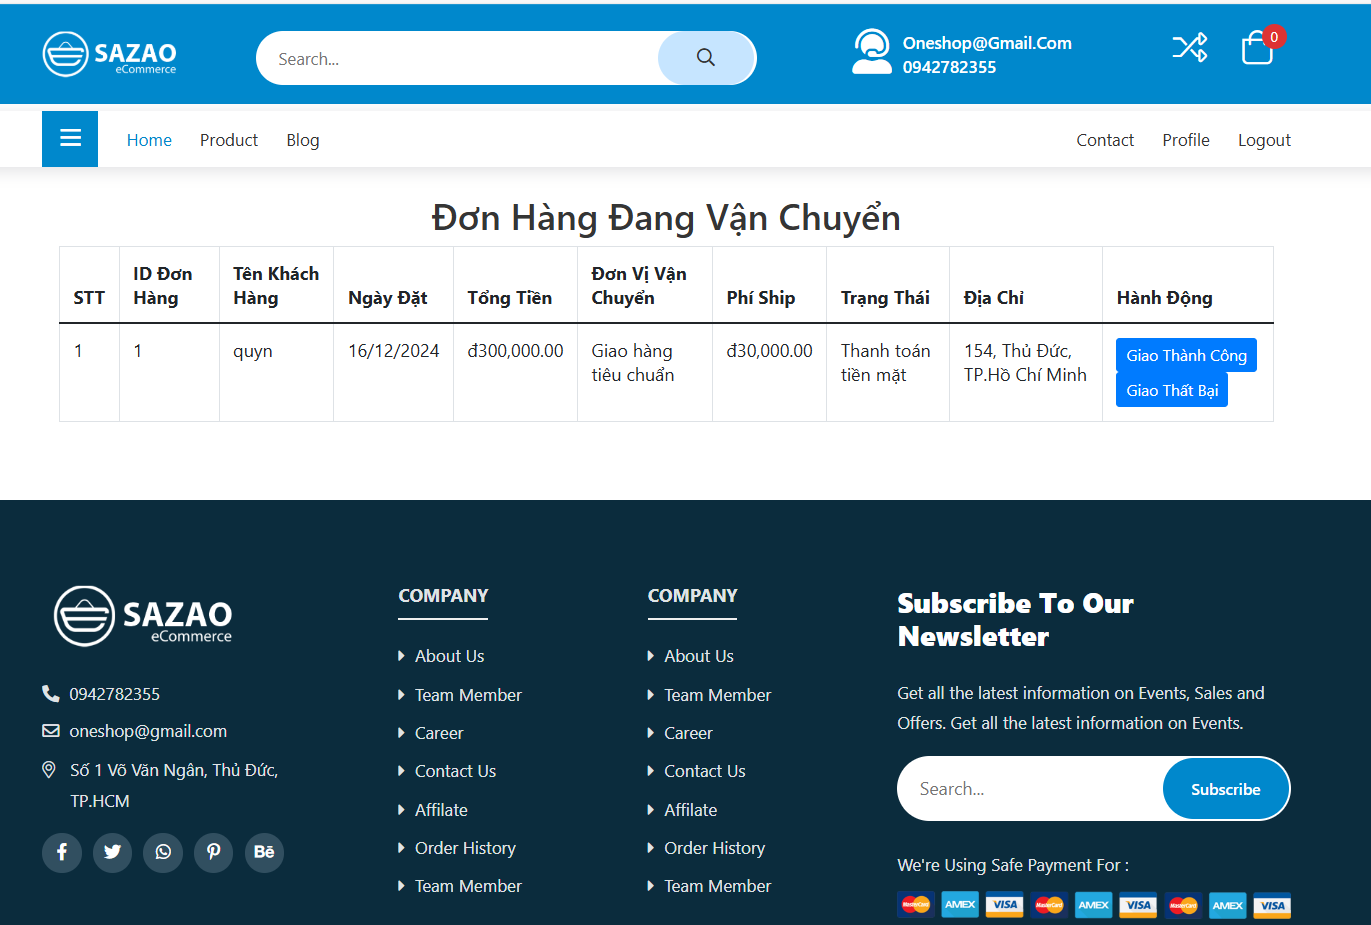 SAZAO
eCommerce
Search...
Oneshop@Gmail.Com
0942782355
0
Home
Product
Blog
Contact
Profile
Logout
Đơn Hàng Đang Vận Chuyển
STT
ID Đơn
Hàng
Tên Khách
Hàng
Ngày Đặt
Tổng Tiền
Đơn Vị Vận
Chuyển
Phí Ship
Trạng Thái
Địa Chỉ
Hành Động
1
1
quyn
16/12/2024
đ300,000.00
Giao hàng
tiêu chuẩn
đ30,000.00
Thanh toán
tiền mặt
154, Thủ Đức,
TP.Hồ Chí Minh
Giao Thành Công
Giao Thất Bại
SAZAO
eCommerce
0942782355
oneshop@gmail.com
Số 1 Võ Văn Ngân, Thủ Đức,
TP.HCM
Bē
COMPANY
About Us
Team Member
Career
Contact Us
Affilate
Order History
Team Member
COMPANY
About Us
Team Member
Career
Contact Us
Affilate
Order History
Team Member
Subscribe To Our
Newsletter
Get all the latest information on Events, Sales and
Offers. Get all the latest information on Events.
Search...
Subscribe
We're Using Safe Payment For :
MasterCard
AMEX
VISA
MasterCard
AMEX
VISA
MasterCard
AMEX
VISA